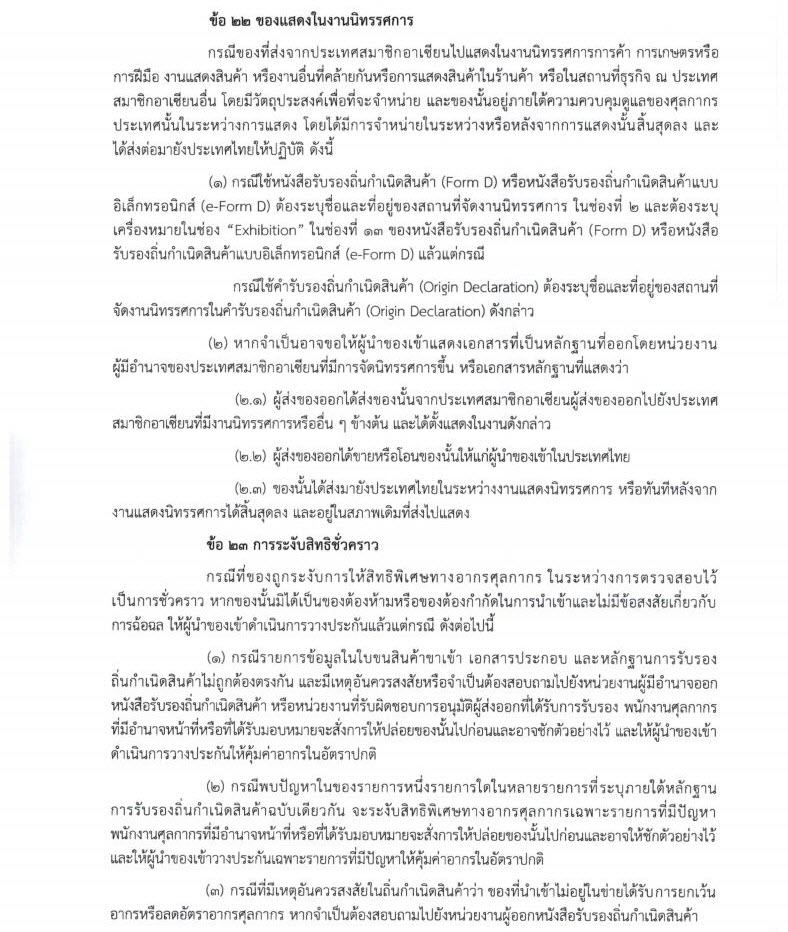 ข้อ ๒๒ ของแสดงในงานนิทรรศการ
กรณีของที่ส่งจากประเทศสมาชิกอาเซียนไปแสดงในงานนิทรรศการการค้า การเกษตรหรือ
การฝีมือ งานแสดงสินค้า หรืองานอื่นที่คล้ายกันหรือการแสดงสินค้าในร้านค้า หรือในสถานที่ธุรกิจ ณ ประเทศ
สมาชิกอาเซียนอื่น โดยมีวัตถุประสงค์เพื่อที่จะจำหน่าย และของนั้นอยู่ภายใต้ความควบคุมดูแลของศุลกากร
ประเทศนั้นในระหว่างการแสดง โดยได้มีการจำหน่ายในระหว่างหรือหลังจากการแสดงนั้นสิ้นสุดลง และ
ได้ส่งต่อมายังประเทศไทยให้ปฏิบัติ ดังนี้
(๑) กรณีใช้หนังสือรับรองถิ่นกำเนิดสินค้า (Form D) หรือหนังสือรับรองถิ่นกำเนิดสินค้าแบบ
อิเล็กทรอนิกส์ (e-Form D) ต้องระบุชื่อและที่อยู่ของสถานที่จัดงานนิทรรศการ ในช่องที่ ๒ และต้องระบุ
เครื่องหมายในช่อง “Exhibition” ในช่องที่ ๑๓ ของหนังสือรับรองถิ่นกำเนิดสินค้า (Form D) หรือหนังสือ
รับรองถิ่นกำเนิดสินค้าแบบอิเล็กทรอนิกส์ (e-Form D) แล้วแต่กรณี
กรณีใช้คำรับรองถิ่นกำเนิดสินค้า (Origin Declaration) ต้องระบุชื่อและที่อยู่ของสถานที่
จัดงานนิทรรศการในคำรับรองถิ่นกำเนิดสินค้า (Origin Declaration) ดังกล่าว
(๒) หากจำเป็นอาจขอให้ผู้นำของเข้าแสดงเอกสารที่เป็นหลักฐานที่ออกโดยหน่วยงาน
ผู้มีอำนาจของประเทศสมาชิกอาเซียนที่มีการจัดนิทรรศการขึ้น หรือเอกสารหลักฐานที่แสดงว่า
(๒.๑) ผู้ส่งของออกได้ส่งของนั้นจากประเทศสมาชิกอาเซียนผู้ส่งของออกไปยังประเทศ
สมาชิกอาเซียนที่มีงานนิทรรศการหรืออื่น ๆ ข้างต้น และได้ตั้งแสดงในงานดังกล่าว
(๒.๒) ผู้ส่งของออกได้ขายหรือโอนของนั้นให้แก่ผู้นำของเข้าในประเทศไทย
(๒.๓) ของนั้นได้ส่งมายังประเทศไทยในระหว่างงานแสดงนิทรรศการ หรือทันทีหลังจาก
งานแสดงนิทรรศการได้สิ้นสุดลง และอยู่ในสภาพเดิมที่ส่งไปแสดง
ข้อ ๒๓ การระงับสิทธิชั่วคราว
กรณีที่ของถูกระงับการให้สิทธิพิเศษทางอากรศุลกากร ในระหว่างการตรวจสอบไว้
เป็นการชั่วคราว หากของนั้นมิได้เป็นของต้องห้ามหรือของต้องกำกัดในการนำเข้าและไม่มีข้อสงสัยเกี่ยวกับ
การฉ้อฉล ให้ผู้นำของเข้าดำเนินการวางประกันแล้วแต่กรณี ดังต่อไปนี้
(๑) กรณีรายการข้อมูลในใบขนสินค้าขาเข้า เอกสารประกอบ และหลักฐานการรับรอง
ถิ่นกำเนิดสินค้าไม่ถูกต้องตรงกัน และมีเหตุอันควรสงสัยหรือจำเป็นต้องสอบถามไปยังหน่วยงานผู้มีอำนาจออก
หนังสือรับรองถิ่นกำเนิดสินค้า หรือหน่วยงานที่รับผิดชอบการอนุมัติผู้ส่งออกที่ได้รับการรับรอง พนักงานศุลกากร
ที่มีอำนาจหน้าที่หรือที่ได้รับมอบหมายจะสั่งการให้ปล่อยของนั้นไปก่อนและอาจชักตัวอย่างไว้ และให้ผู้นำของเข้า
ดำเนินการวางประกันให้คุ้มค่าอากรในอัตราปกติ
(๒) กรณีพบปัญหาในของรายการหนึ่งรายการใดในหลายรายการที่ระบุภายใต้หลักฐาน
การรับรองถิ่นกำเนิดสินค้าฉบับเดียวกัน จะระงับสิทธิพิเศษทางอากรศุลกากรเฉพาะรายการที่มีปัญหา
พนักงานศุลกากรที่มีอำนาจหน้าที่หรือที่ได้รับมอบหมายจะสั่งการให้ปล่อยของนั้นไปก่อนและอาจให้ชักตัวอย่างไว้
และให้ผู้นำของเข้าวางประกันเฉพาะรายการที่มีปัญหาให้คุ้มค่าอากรในอัตราปกติ
(๓) กรณีที่มีเหตุอันควรสงสัยในถิ่นกำเนิดสินค้าว่า ของที่นำเข้าไม่อยู่ในข่ายได้รับการยกเว้น
อากรหรือลดอัตราอากรศุลกากร หากจำเป็นต้องสอบถามไปยังหน่วยงานผู้ออกหนังสือรับรองถิ่นกำเนิดสินค้า